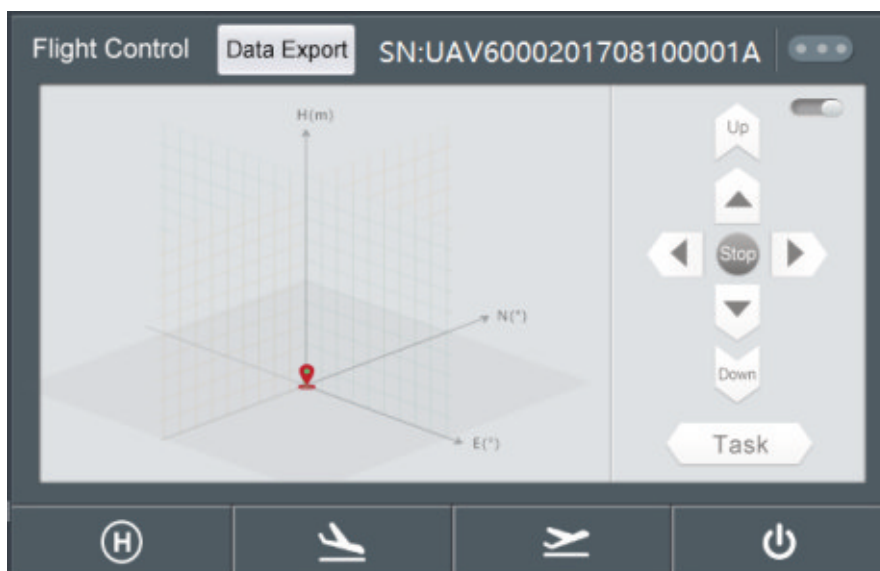 Flight Control
Data Export
SN:UAV6000201708100001A
H(m)
N(°)
E(°)
Up
Stop
Down
Task
H